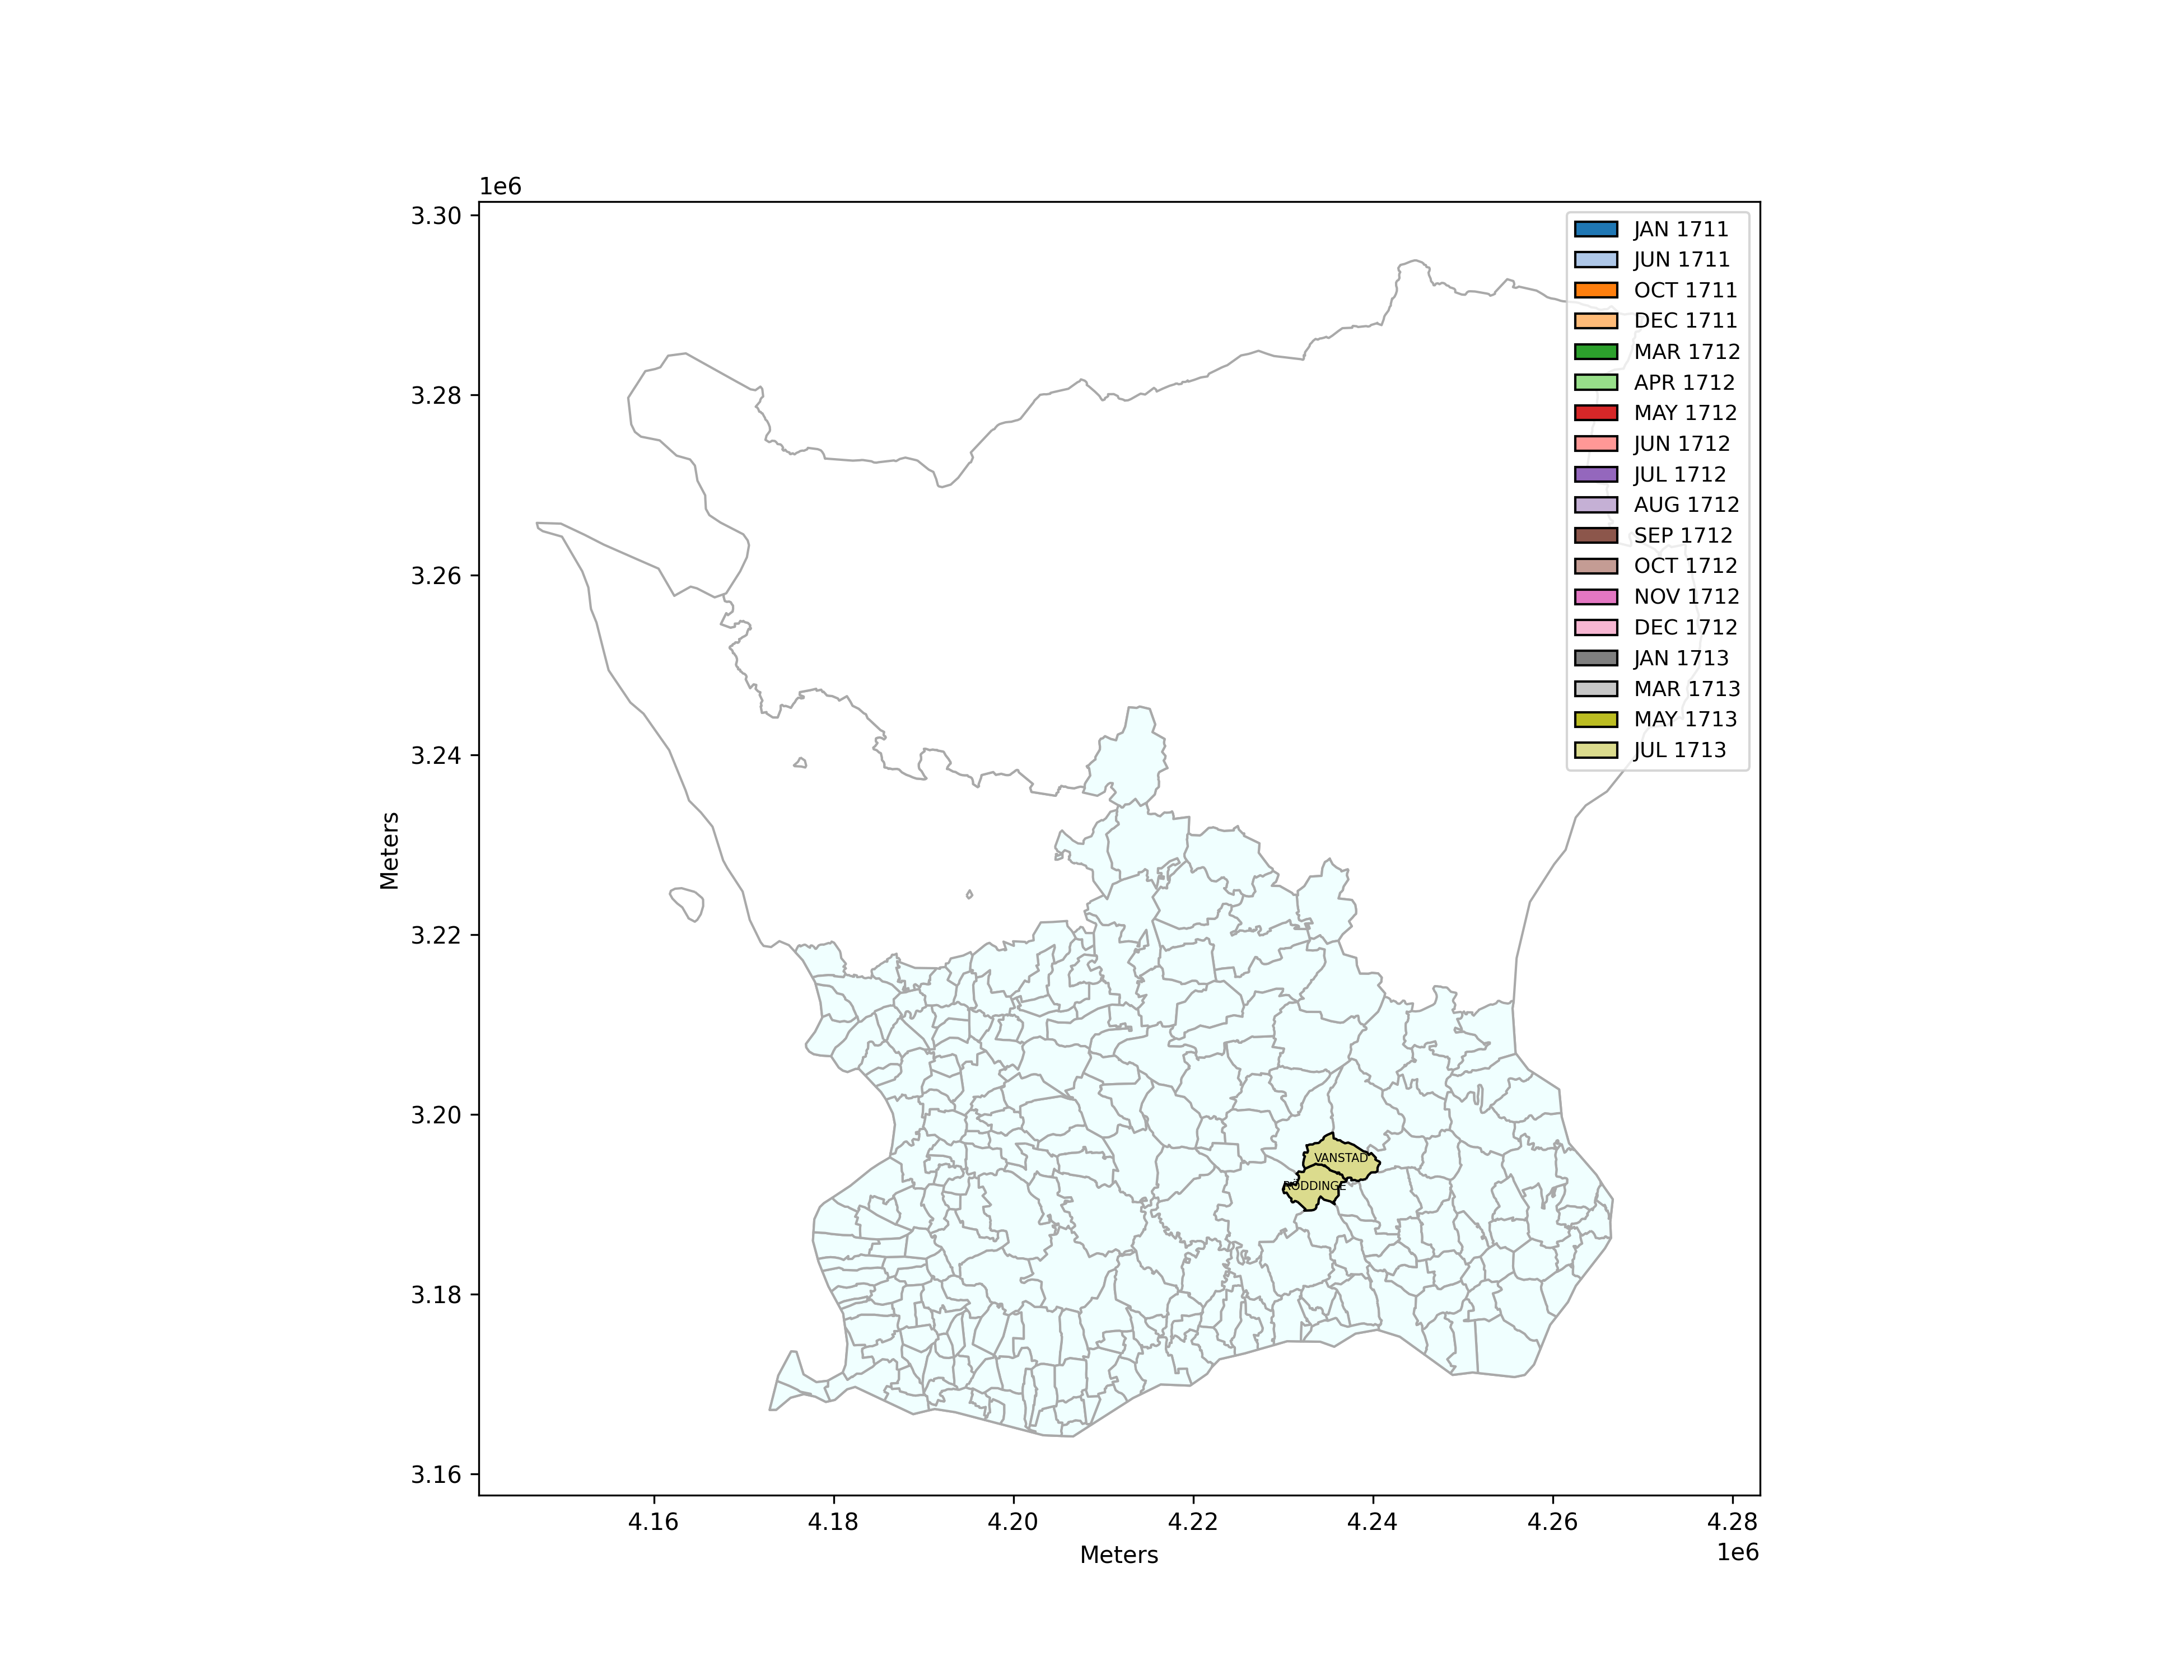 1e6
3.30
3.28
3.26
3.24
3.22
3.20
3.18
3.16
Meters
JAN 1711
JUN 1711
OCT 1711
DEC 1711
MAR 1712
APR 1712
MAY 1712
JUN 1712
JUL 1712
AUG 1712
SEP 1712
OCT 1712
NOV 1712
DEC 1712
JAN 1713
MAR 1713
MAY 1713
JUL 1713
VANSTAD
RÖDDINGE
4.16
4.18
4.20
4.22
4.24
4.26
4.28
Meters
1e6